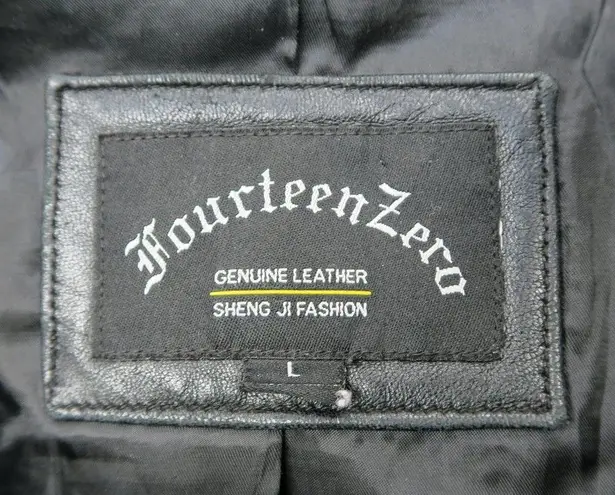 FourteenZero
GENUINE LEATHER
SHENG JI FASHION
L